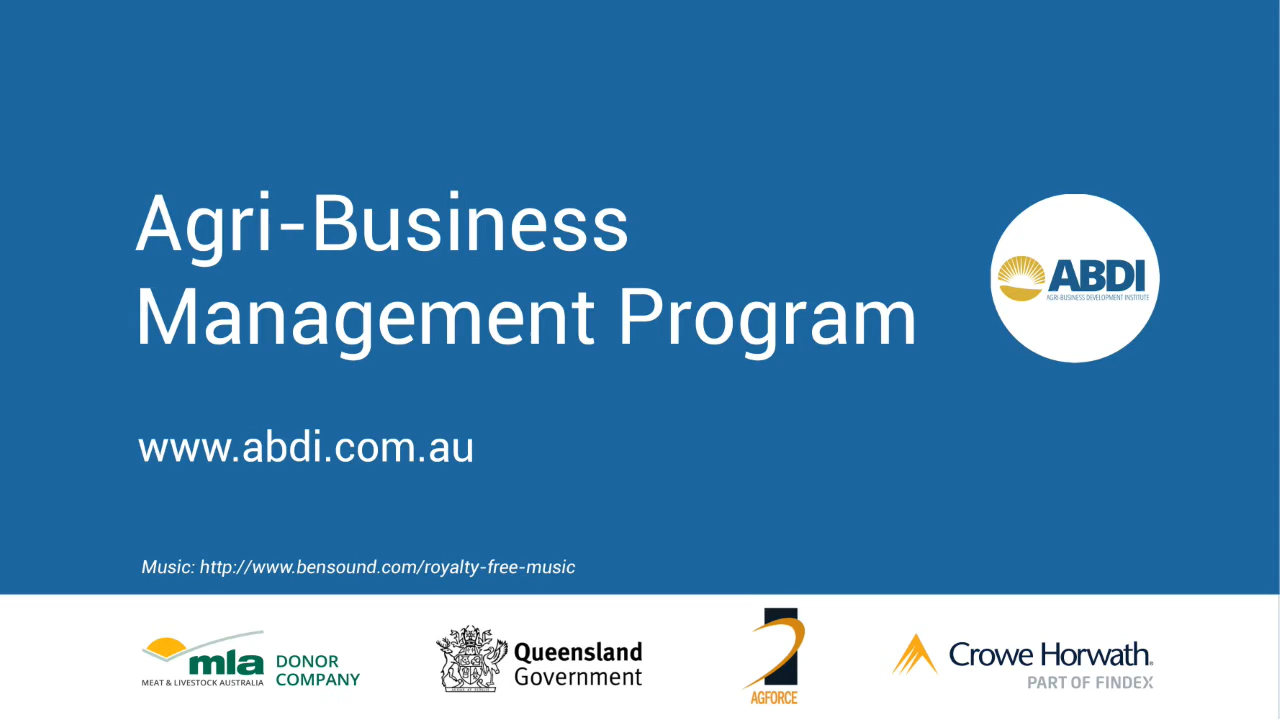 Agri-Business
Management Program
ABDI
AGRI-BUSINESS DEVELOPMENT INSTITUTE
www.abdi.com.au
Music: http://www.bensound.com/royalty-free-music
mla
MEAT & LIVESTOCK AUSTRALIA
DONOR
COMPANY
Queensland
Government
AGFORCE
Crowe Horwath
PART OF FINDEX